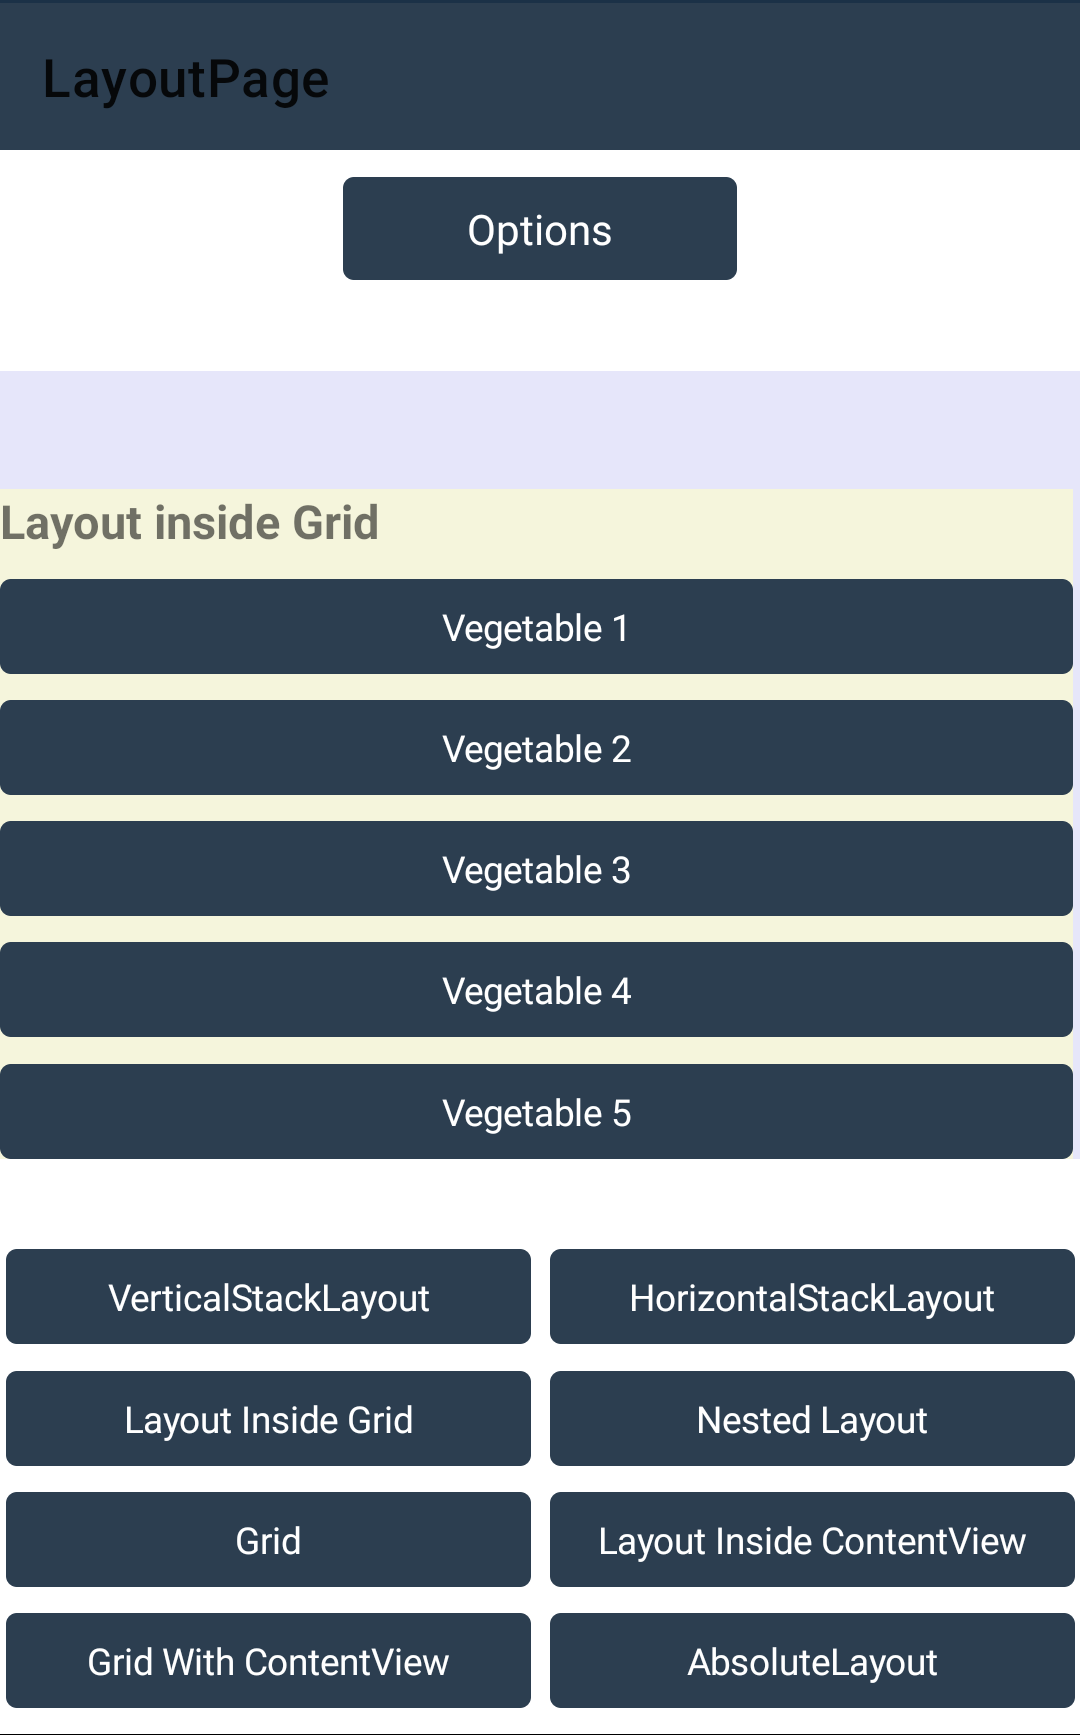 LayoutPage
Options
Layout inside Grid
Vegetable 1
Vegetable 2
Vegetable 3
Vegetable 4
Vegetable 5
VerticalStackLayout
HorizontalStackLayout
Layout Inside Grid
Nested Layout
Grid
Layout Inside ContentView
Grid With ContentView
AbsoluteLayout